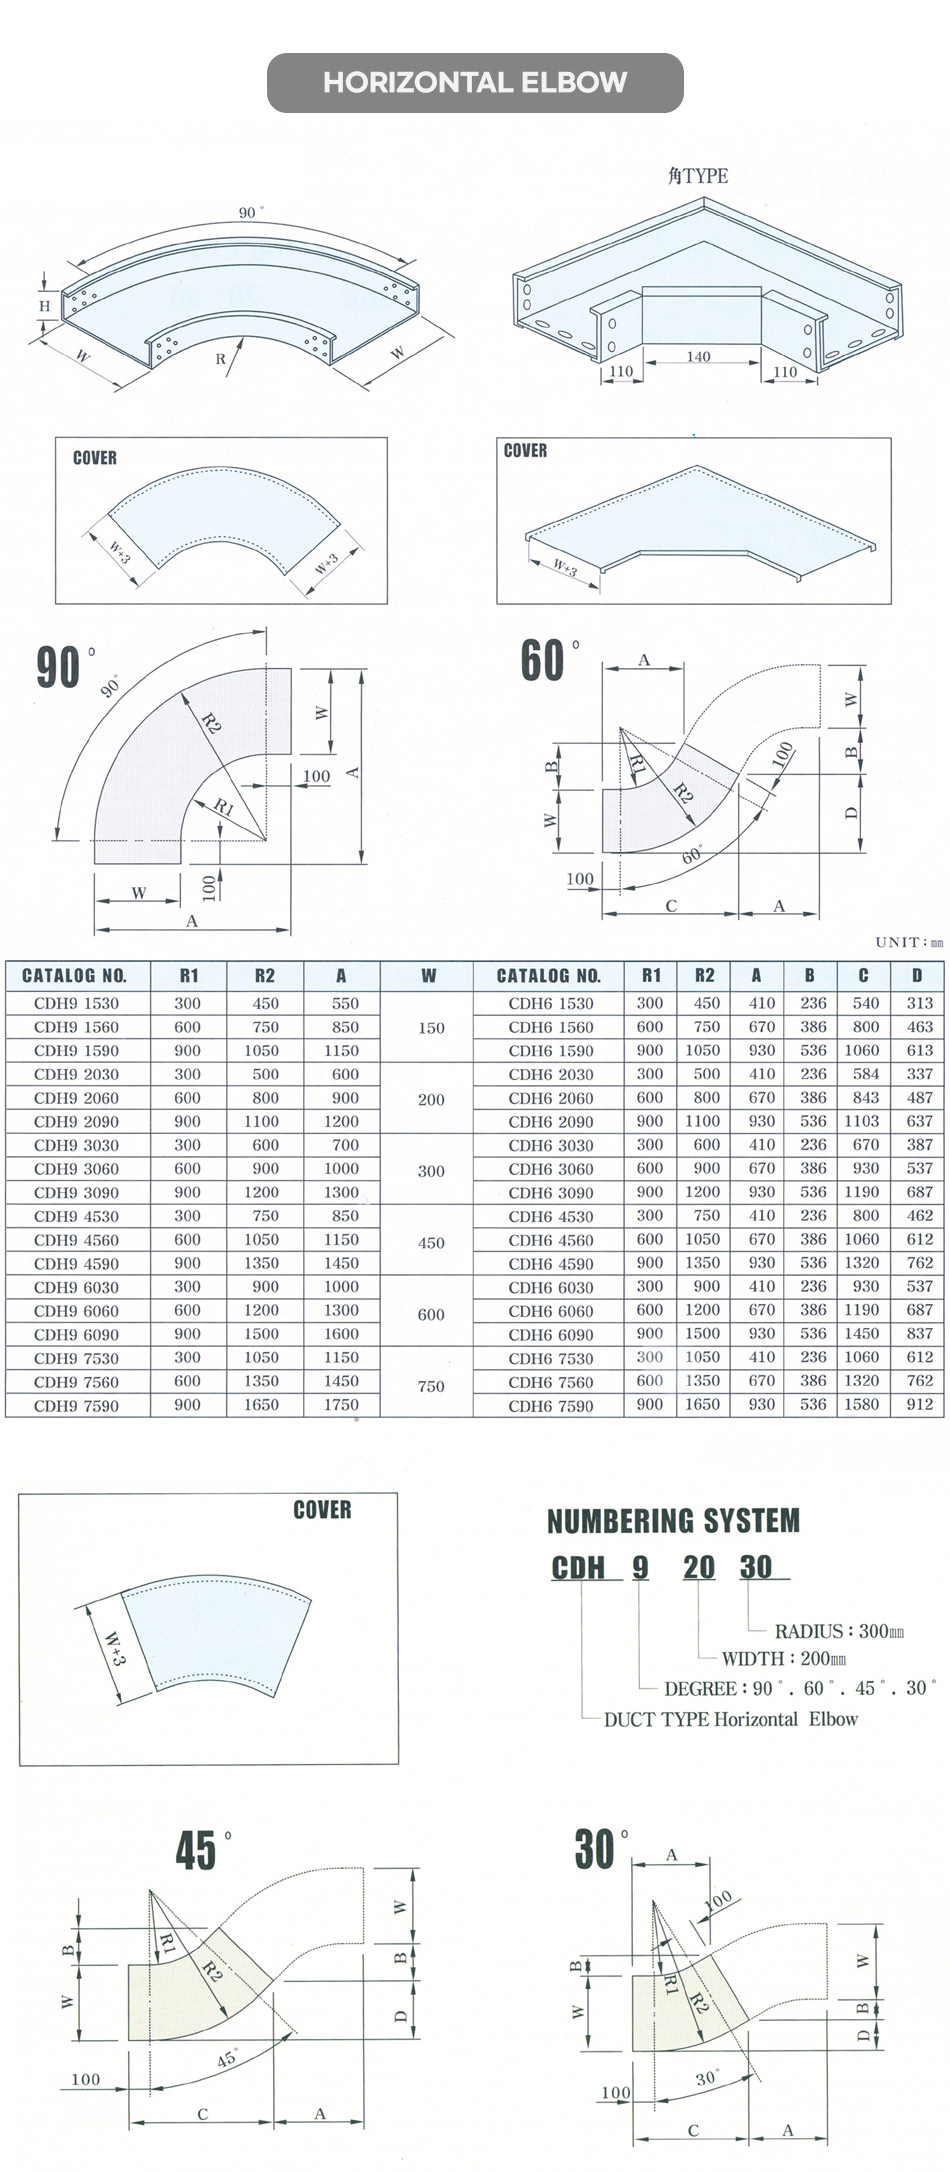 HORIZONTAL ELBOW
角TYPE
90°
H
W
R
W
110
140
110
COVER
W+3
W+3
COVER
W+3
90°
90°
R2
R1
W
A
100
100
W
A
60°
A
R1
R2
B
W
100
60°
100
W
B
D
C
A
UNIT : ㎜
CATALOG NO. R1 R2 A W CATALOG NO. R1 R2 A B C D
CDH9 1530 300 450 550 150 CDH6 1530 300 450 410 236 540 313
CDH9 1560 600 750 850 CDH6 1560 600 750 670 386 800 463
CDH9 1590 900 1050 1150 CDH6 1590 900 1050 930 536 1060 613
CDH9 2030 300 500 600 200 CDH6 2030 300 500 410 236 584 337
CDH9 2060 600 800 900 CDH6 2060 600 800 670 386 843 487
CDH9 2090 900 1100 1200 CDH6 2090 900 1100 930 536 1103 637
CDH9 3030 300 600 700 300 CDH6 3030 300 600 410 236 670 387
CDH9 3060 600 900 1000 CDH6 3060 600 900 670 386 930 537
CDH9 3090 900 1200 1300 CDH6 3090 900 1200 930 536 1190 687
CDH9 4530 300 750 850 450 CDH6 4530 300 750 410 236 800 462
CDH9 4560 600 1050 1150 CDH6 4560 600 1050 670 386 1060 612
CDH9 4590 900 1350 1450 CDH6 4590 900 1350 930 536 1320 762
CDH9 6030 300 900 1000 600 CDH6 6030 300 900 410 236 930 537
CDH9 6060 600 1200 1300 CDH6 6060 600 1200 670 386 1190 687
CDH9 6090 900 1500 1600 CDH6 6090 900 1500 930 536 1450 837
CDH9 7530 300 1050 1150 750 CDH6 7530 300 1050 410 236 1060 612
CDH9 7560 600 1350 1450 CDH6 7560 600 1350 670 386 1320 762
CDH9 7590 900 1650 1750 CDH6 7590 900 1650 930 536 1580 912
COVER
W+3
NUMBERING SYSTEM
CDH 9 20 30
RADIUS : 300㎜
WIDTH : 200㎜
DEGREE : 90°. 60°. 45°. 30°
DUCT TYPE Horizontal Elbow
45°
R1
R2
B
W
100
45°
W
B
D
C
A
30°
A
100
R1
R2
B
W
100
30°
W
B
D
C
A